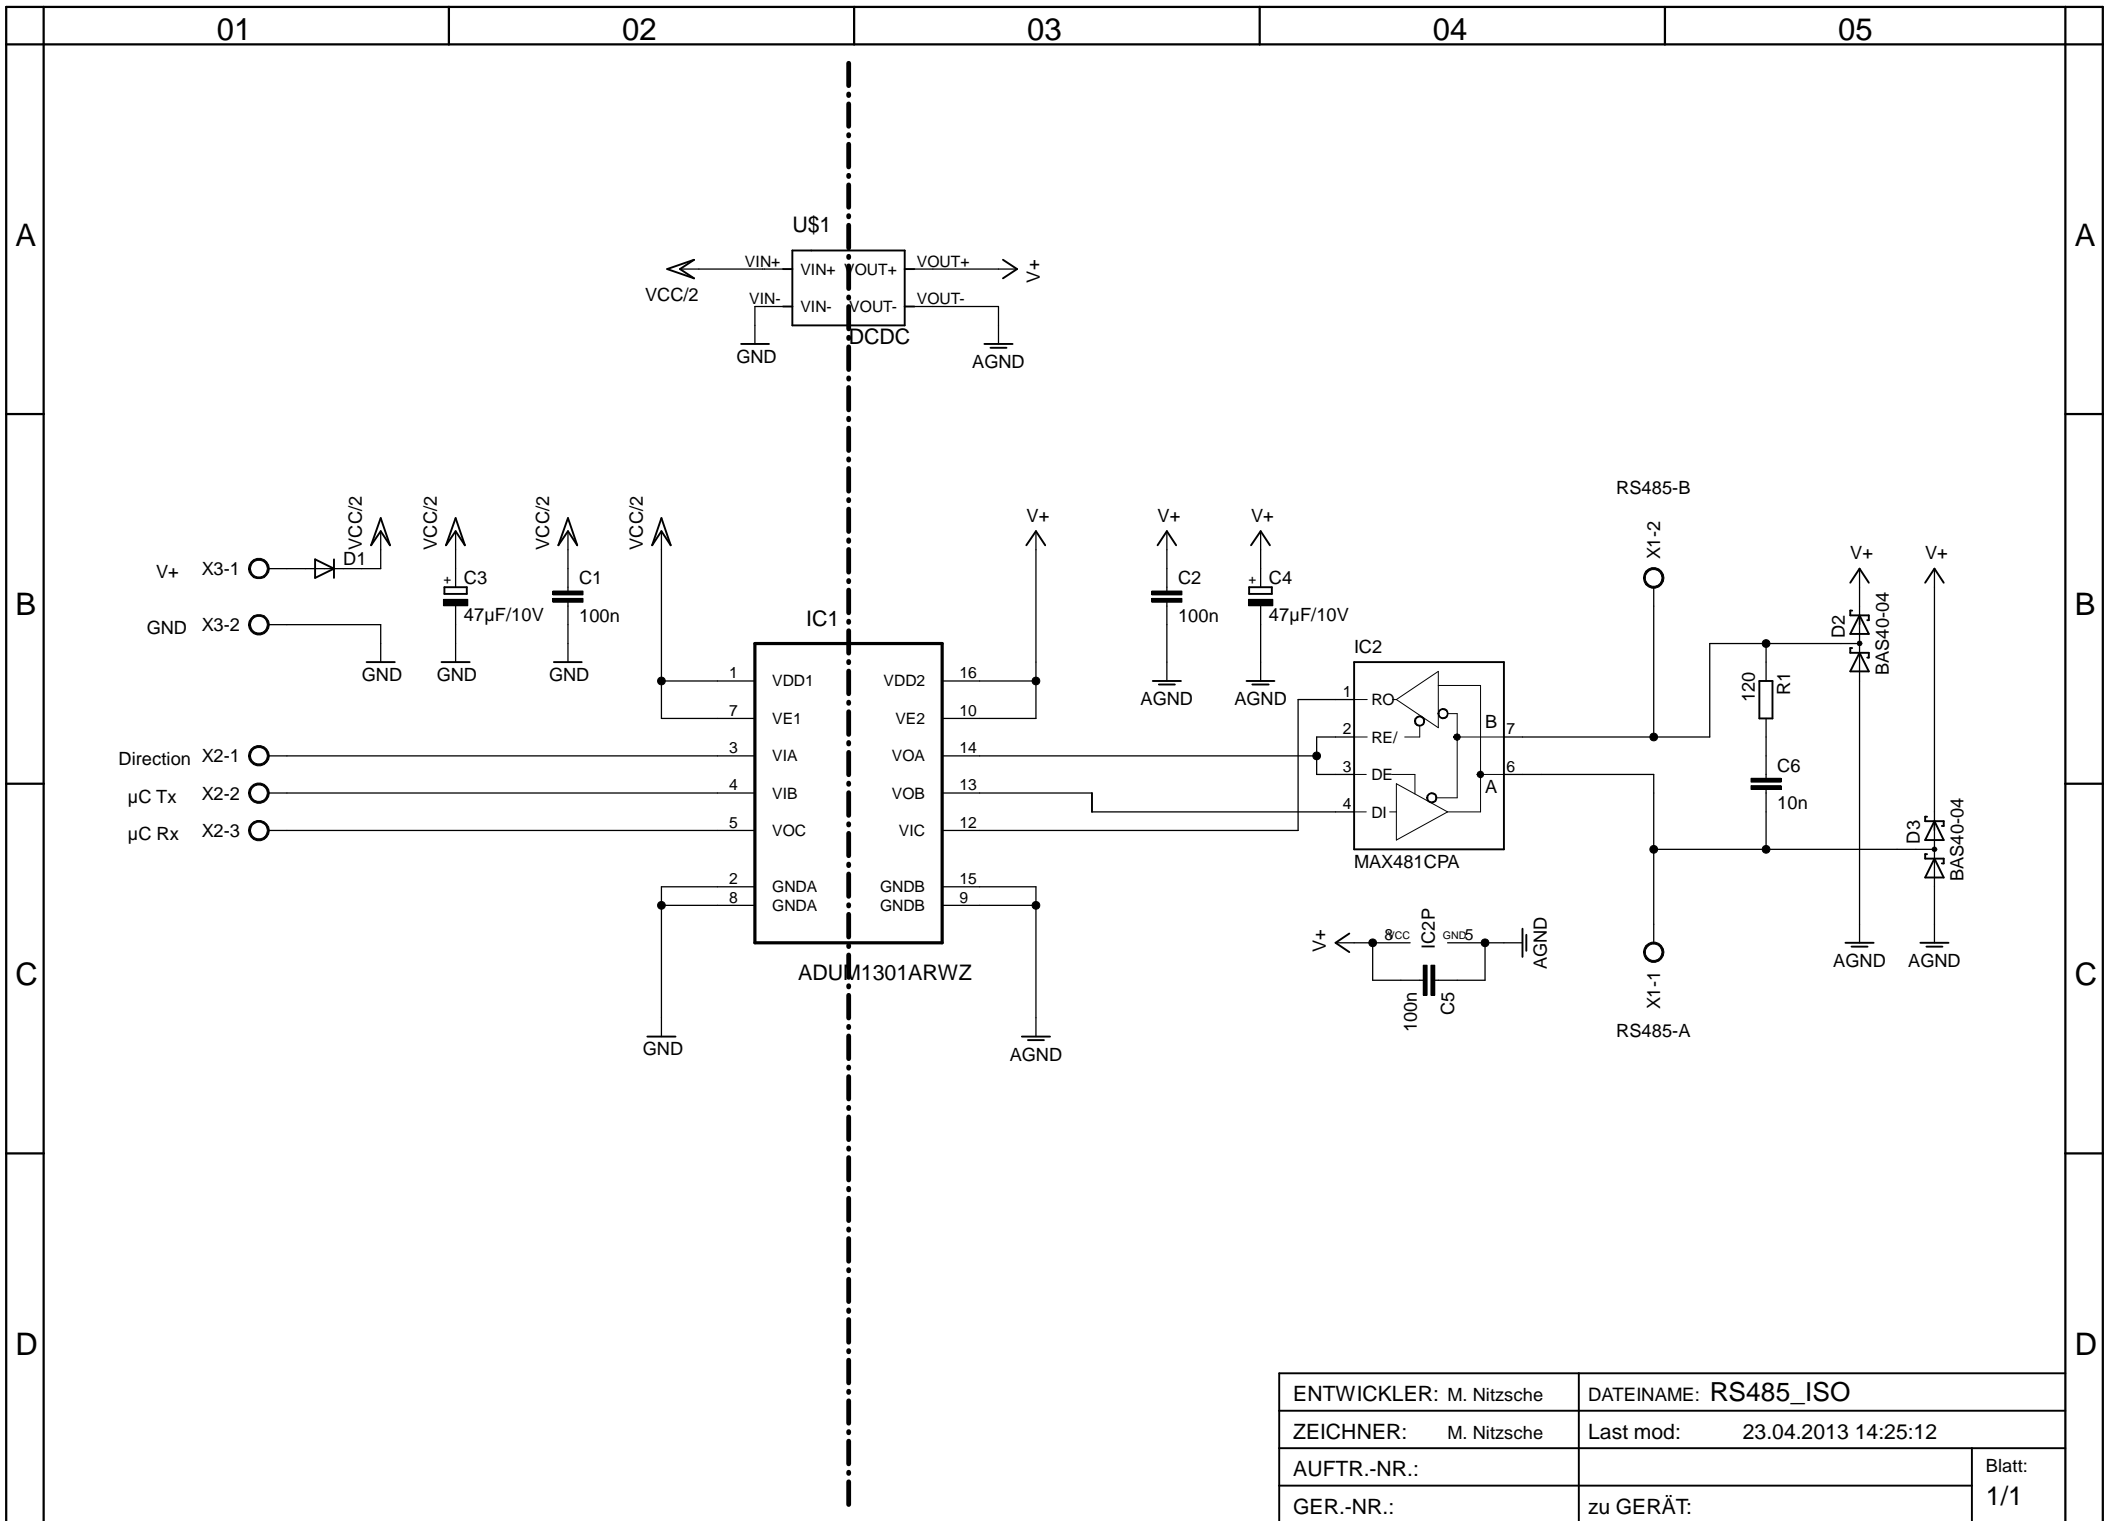 01 02 03 04 05
A A
U$1
VIN+ VIN+ VOUT+ VOUT+ V+
VCC/2
VIN- VIN- VOUT- VOUT-
DCDC
GND AGND
B B
RS485-B
X1-2
VCC/2 VCC/2 VCC/2 VCC/2 V+ V+ V+ V+ V+
V+ X3-1 D1
C3 C1 C2 C4
47µF/10V 100n 100n 47µF/10V
GND X3-2
GND GND GND AGND AGND
IC1
1 VDD1 VDD2 16
7 VE1 VE2 10
Direction X2-1 3 VIA VOA 14
µC Tx X2-2 4 VIB VOB 13
µC Rx X2-3 5 VOC VIC 12
2 GNDA GNDB 15
8 GNDA GNDB 9
ADUM1301ARWZ
GND AGND
IC2
1 RO
2 RE/ B 7
3 DE A 6
4 DI
MAX481CPA
D2
BAS40-04
120
R1
C6
10n
D3
BAS40-04
AGND AGND
V+ 8 VCC IC2P GND 5 AGND
100n
C5
X1-1
RS485-A
C C
D D
ENTWICKLER: M. Nitzsche DATEINAME: RS485_ISO
ZEICHNER: M. Nitzsche Last mod: 23.04.2013 14:25:12
AUFTR.-NR.: Blatt:
GER.-NR.: zu GERÄT: 1/1